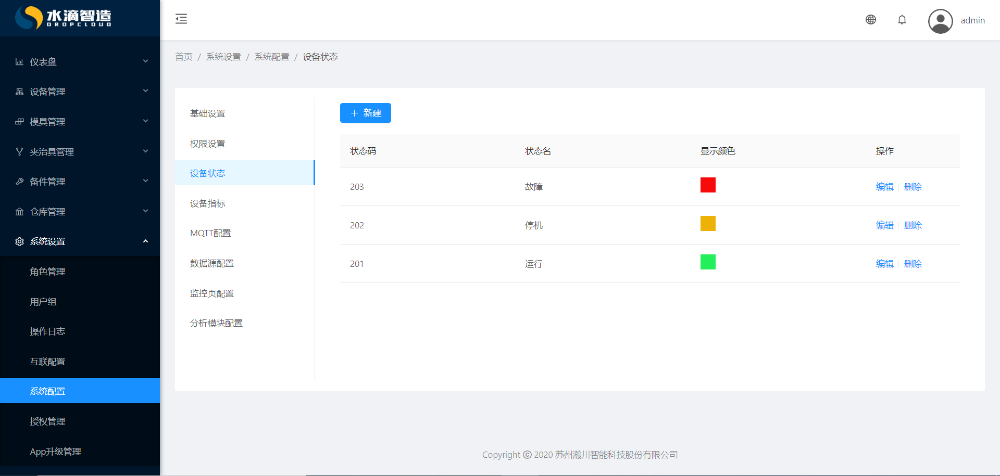 水滴智造
DROPCLOUD
仪表盘
设备管理
模具管理
夹治具管理
备件管理
仓库管理
系统设置
角色管理
用户组
操作日志
互联配置
系统配置
授权管理
App升级管理
admin
首页 / 系统设置 / 系统配置 / 设备状态
基础设置
权限设置
设备状态
设备指标
MQTT配置
数据源配置
监控页配置
分析模块配置
新建
状态码 状态名 显示颜色 操作
203 故障 编辑 删除
202 停机 编辑 删除
201 运行 编辑 删除
Copyright © 2020 苏州瀚川智能科技股份有限公司